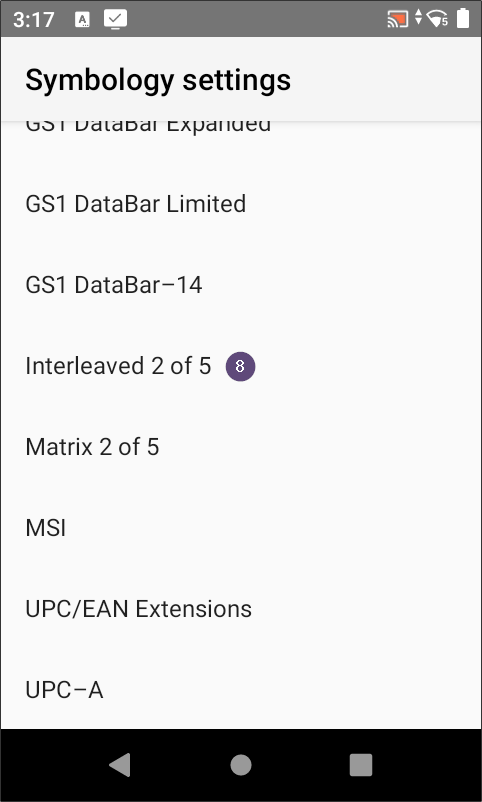 3:17 A 5
Symbology settings
GS1 DataBar Expanded
GS1 DataBar Limited
GS1 DataBar–14
Interleaved 2 of 5 8
Matrix 2 of 5
MSI
UPC/EAN Extensions
UPC–A